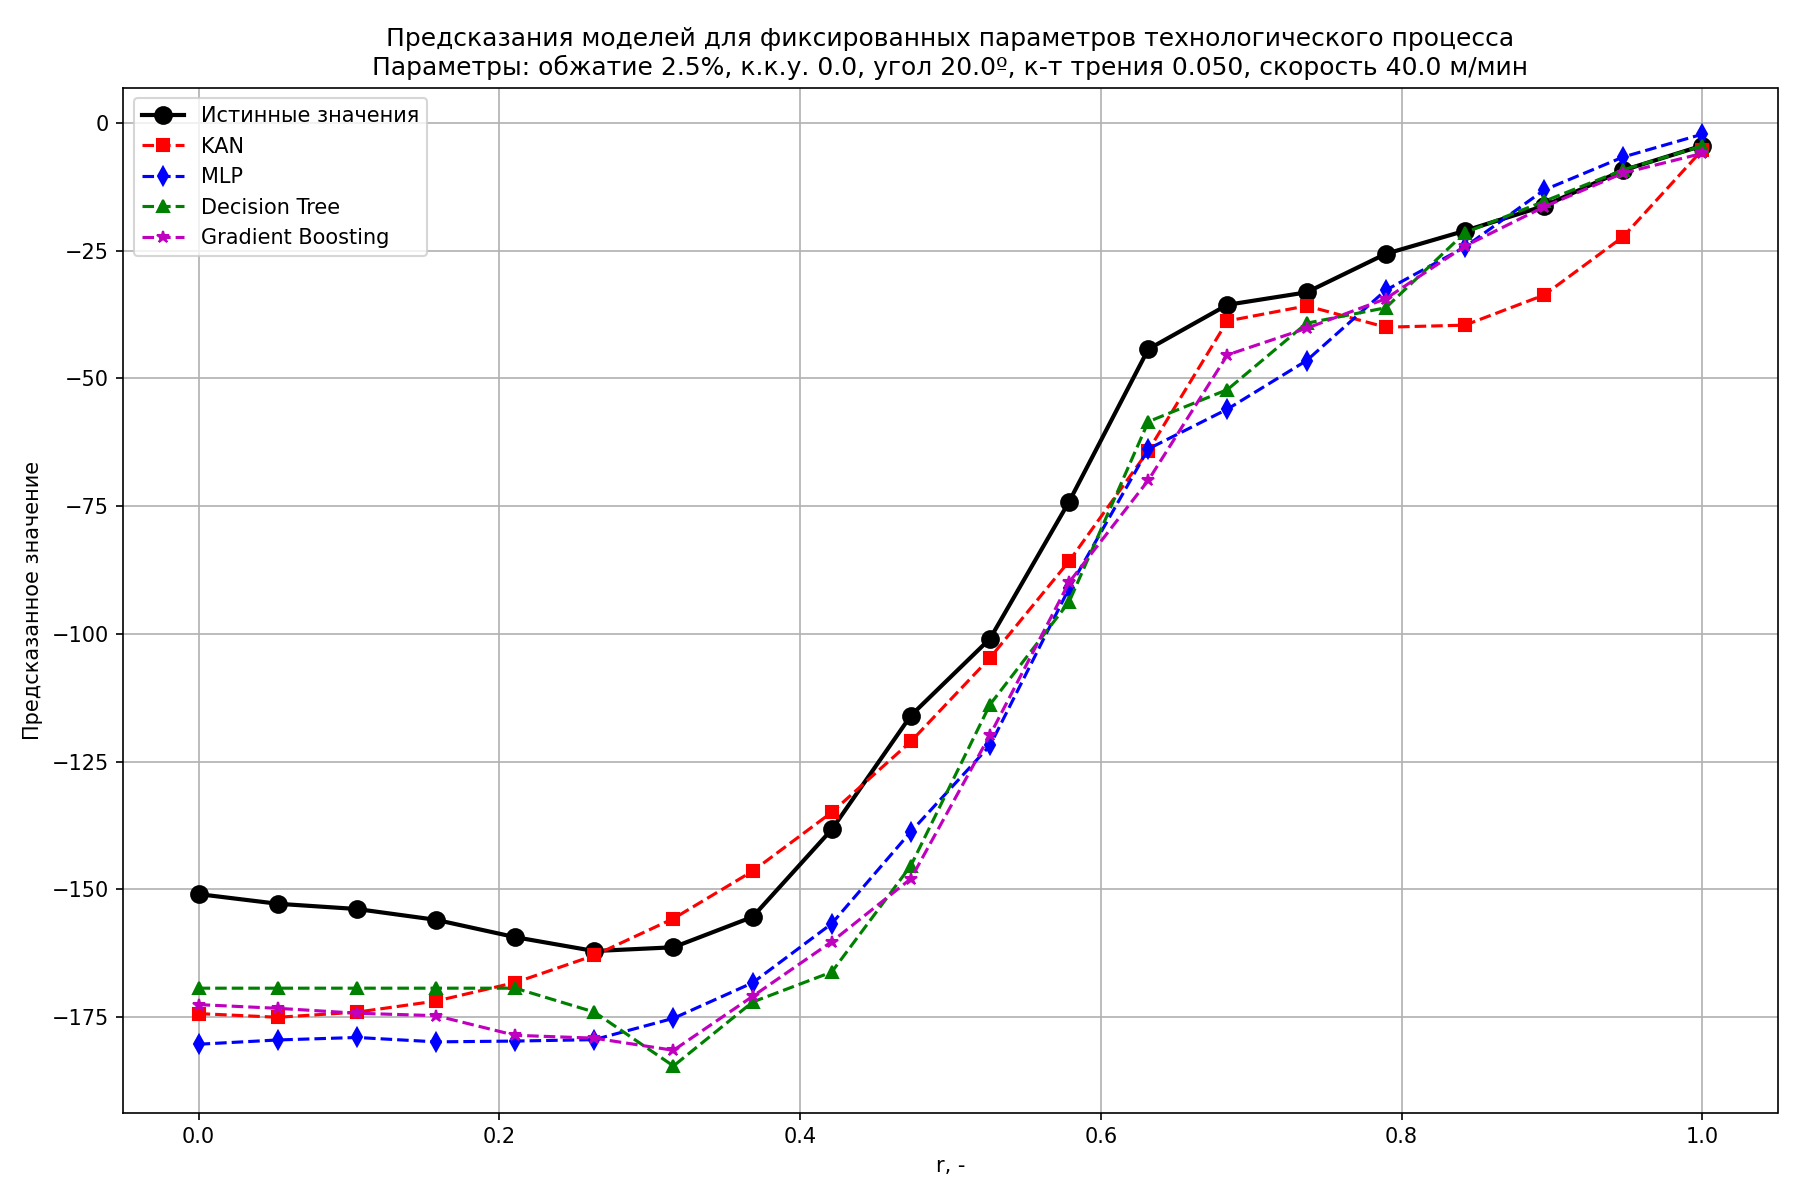 Предсказания моделей для фиксированных параметров технологического процесса
Параметры: обжатие 2.5%, к.к.у. 0.0, угол 20.0º, к-т трения 0.050, скорость 40.0 м/мин
Истинные значения
KAN
MLP
Decision Tree
Gradient Boosting
Предсказанное значение
0
−25
−50
−75
−100
−125
−150
−175
0.0
0.2
0.4
0.6
0.8
1.0
r, -